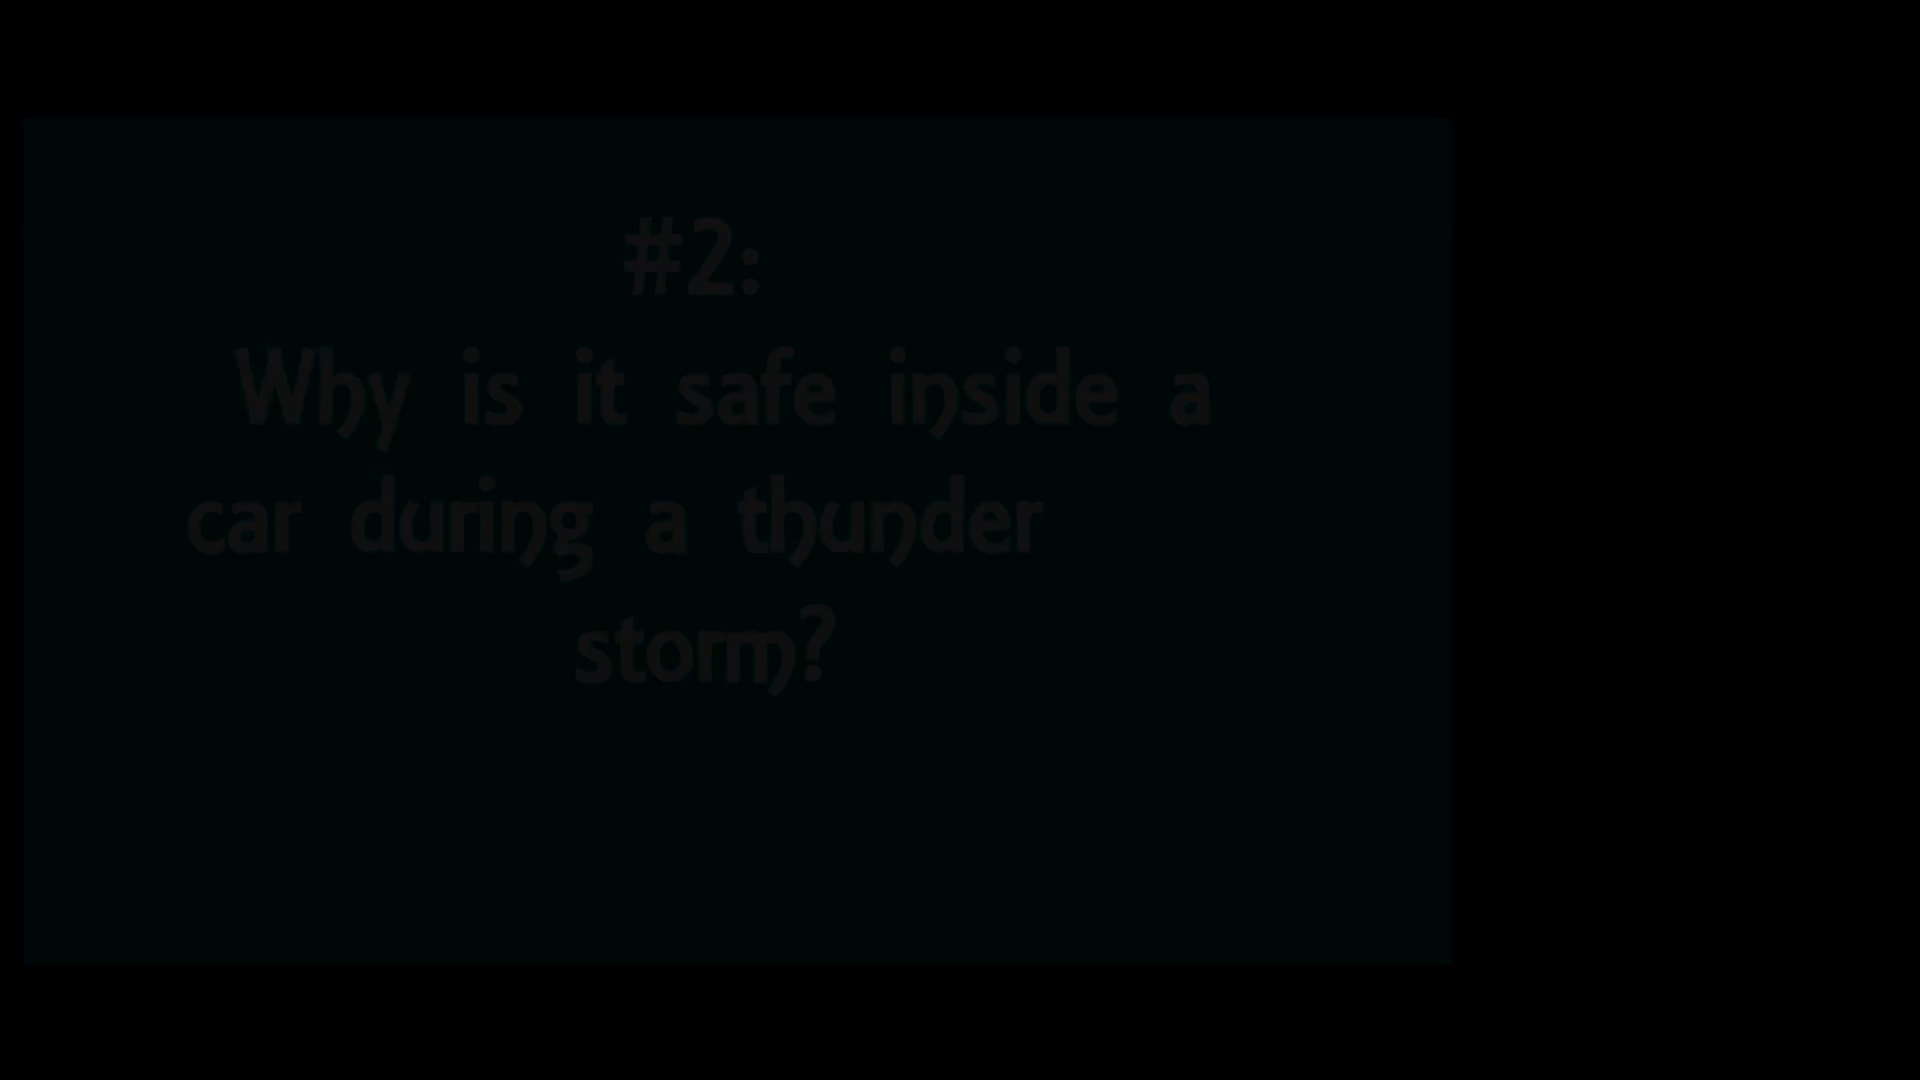 #2:
Why is it safe inside a
car during a thunder
storm?